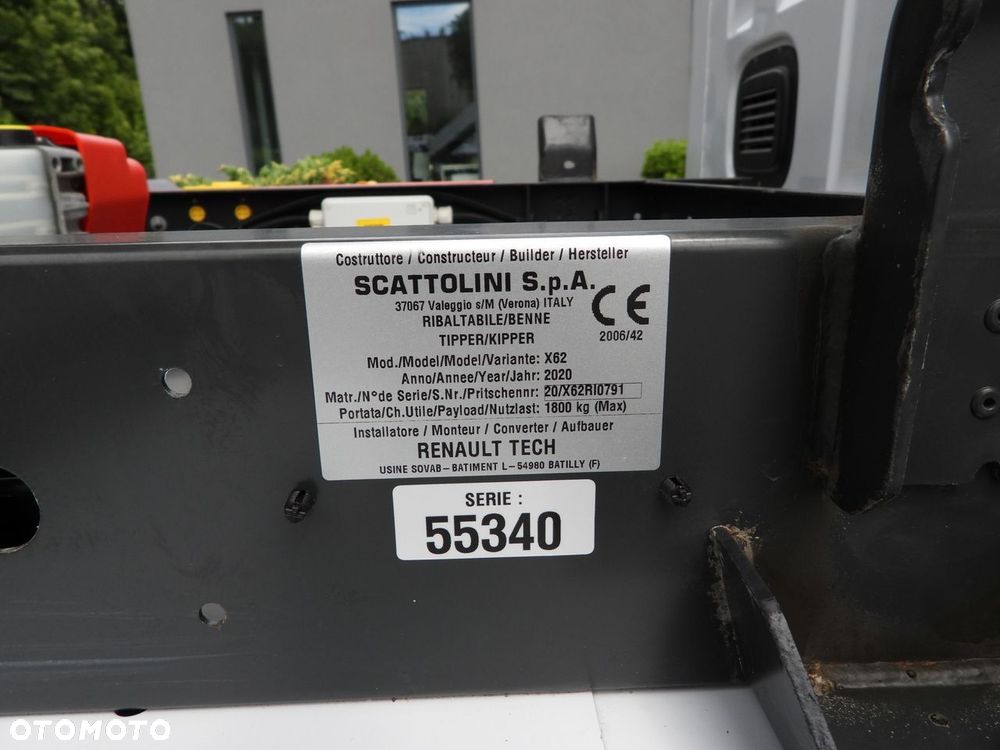 Costruttore / Constructeur / Builder / Hersteller
SCATTOLINI S.p.A.
37067 Valeggio s/M (Verona) ITALY
RIBALTABILE/BENNE
TIPPER/KIPPER
CE
2006/42
Mod./Model/Model/Variante: X62
Anno/Annee/Year/Jahr: 2020
Matr./N°de Serie/S.Nr./Pritschennr: 20/X62RI0791
Portata/Ch.Utile/Payload/Nutzlast: 1800 kg (Max)
Installatore / Monteur / Converter / Aufbauer
RENAULT TECH
USINE SOVAB-BATIMENT L-54980 BATILLY (F)
SERIE :
55340
OTOMOTO